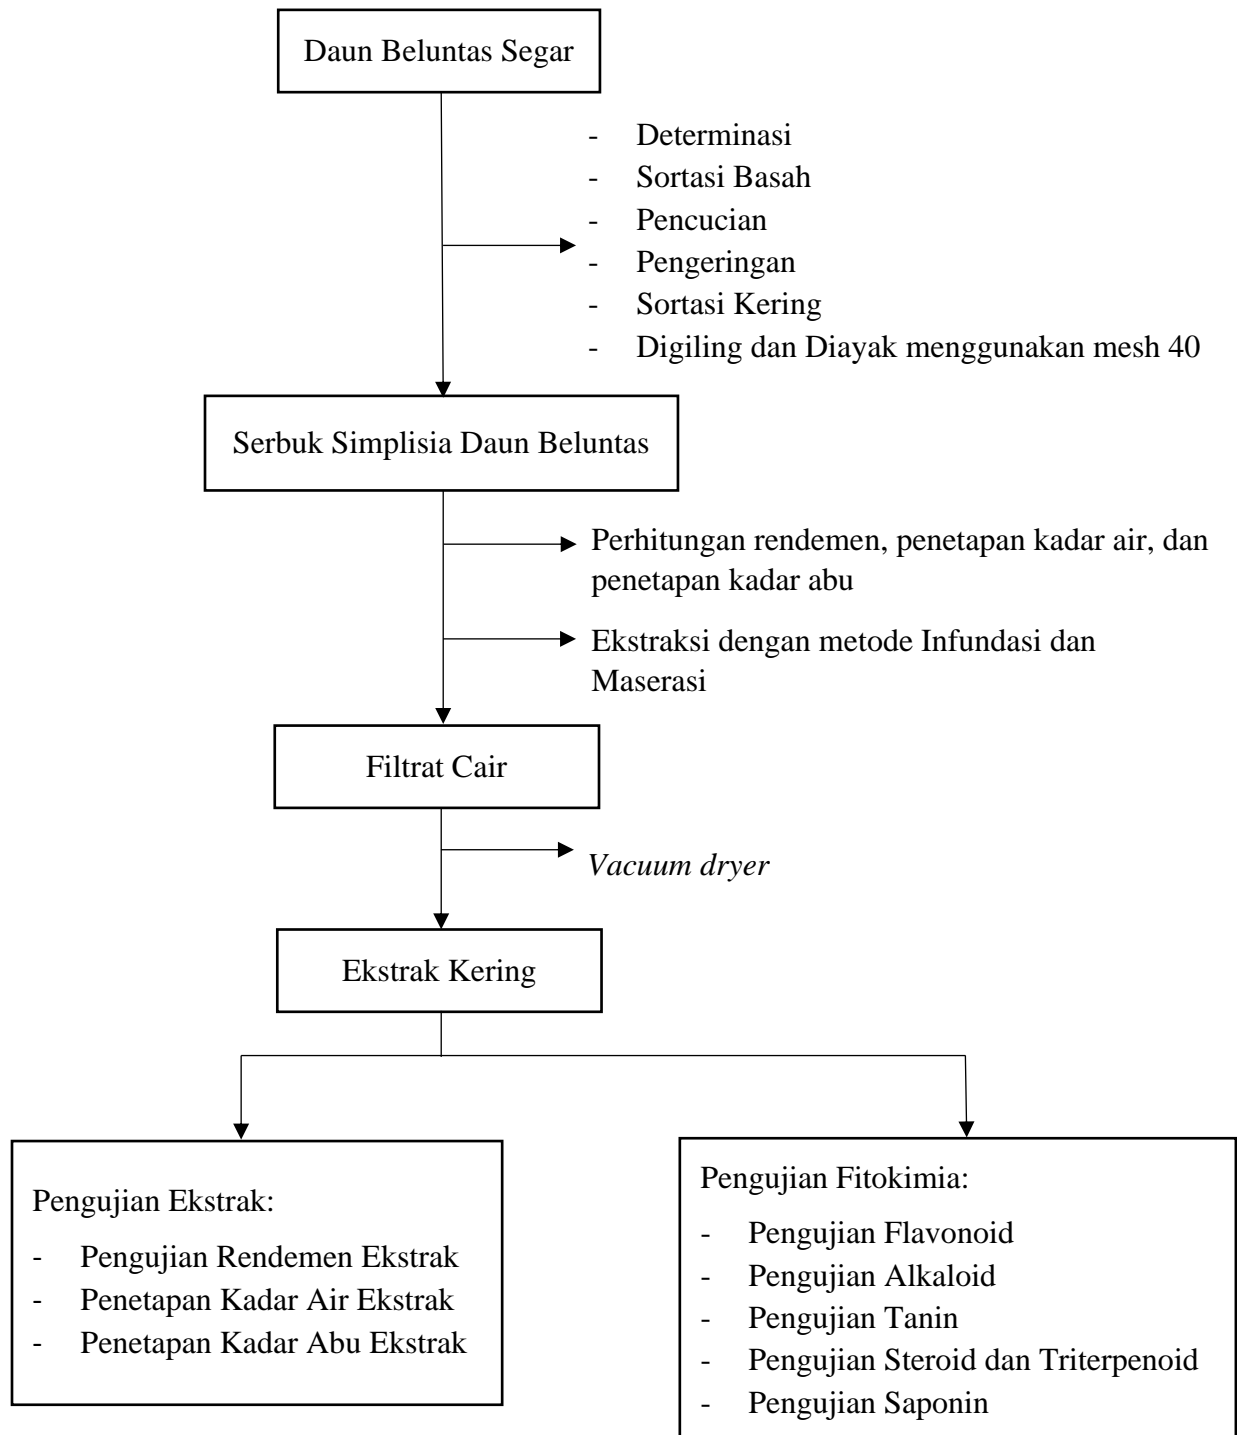 Daun Beluntas Segar
- Determinasi
- Sortasi Basah
- Pencucian
- Pengeringan
- Sortasi Kering
- Digiling dan Diayak menggunakan mesh 40
Serbuk Simplisia Daun Beluntas
Perhitungan rendemen, penetapan kadar air, dan
penetapan kadar abu
Ekstraksi dengan metode Infundasi dan
Maserasi
Filtrat Cair
Vacuum dryer
Ekstrak Kering
Pengujian Ekstrak:
- Pengujian Rendemen Ekstrak
- Penetapan Kadar Air Ekstrak
- Penetapan Kadar Abu Ekstrak
Pengujian Fitokimia:
- Pengujian Flavonoid
- Pengujian Alkaloid
- Pengujian Tanin
- Pengujian Steroid dan Triterpenoid
- Pengujian Saponin